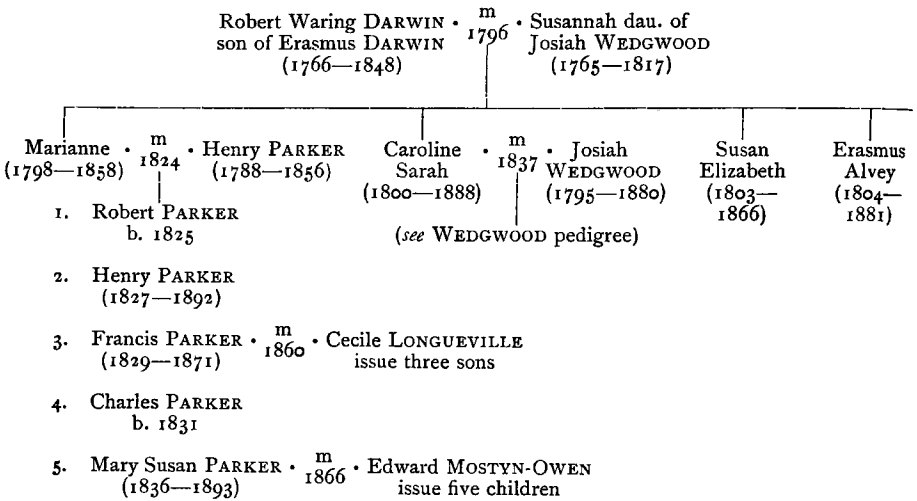 Robert Waring DARWIN · m 1796 · Susannah dau. of
son of Erasmus DARWIN Josiah WEDGWOOD
(1766—1848) (1765—1817)
Marianne · m 1824 · Henry PARKER Caroline · m 1837 · Josiah Susan Erasmus
(1798—1858) (1788—1856) Sarah WEDGWOOD Elizabeth Alvey
(1800—1888) (1795—1880) (1803— (1804—
1866) 1881)
1. Robert PARKER
b. 1825
(see WEDGWOOD pedigree)
2. Henry PARKER
(1827—1892)
3. Francis PARKER · m 1860 · Cecile LONGUEVILLE
(1829—1871) issue three sons
4. Charles PARKER
b. 1831
5. Mary Susan PARKER · m 1866 · Edward MOSTYN-OWEN
(1836—1893) issue five children